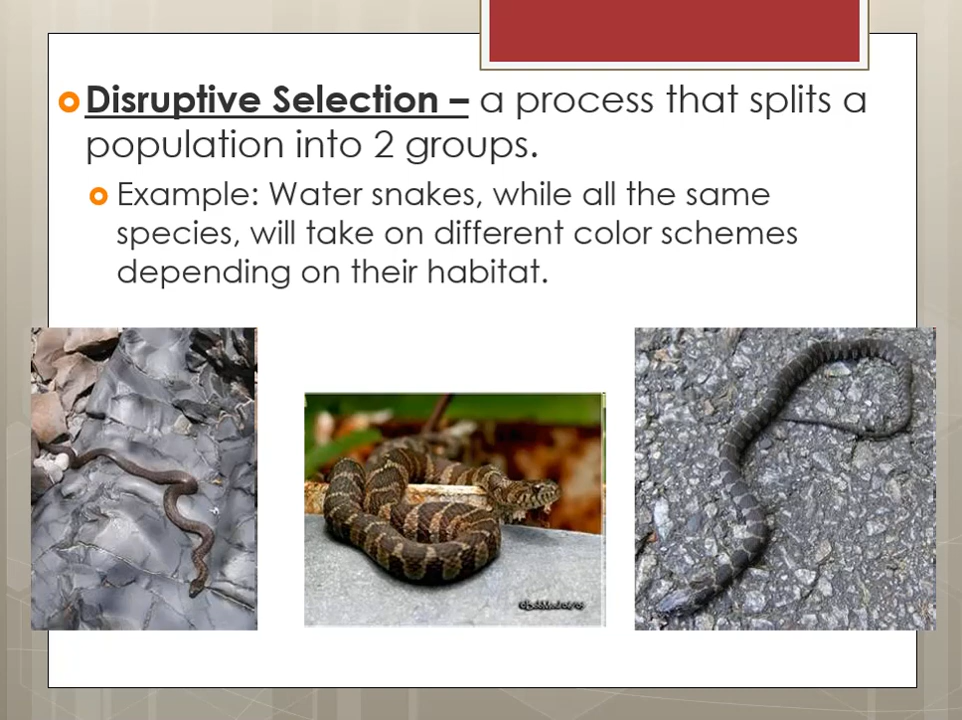 Disruptive Selection – a process that splits a
population into 2 groups.
Example: Water snakes, while all the same
species, will take on different color schemes
depending on their habitat.